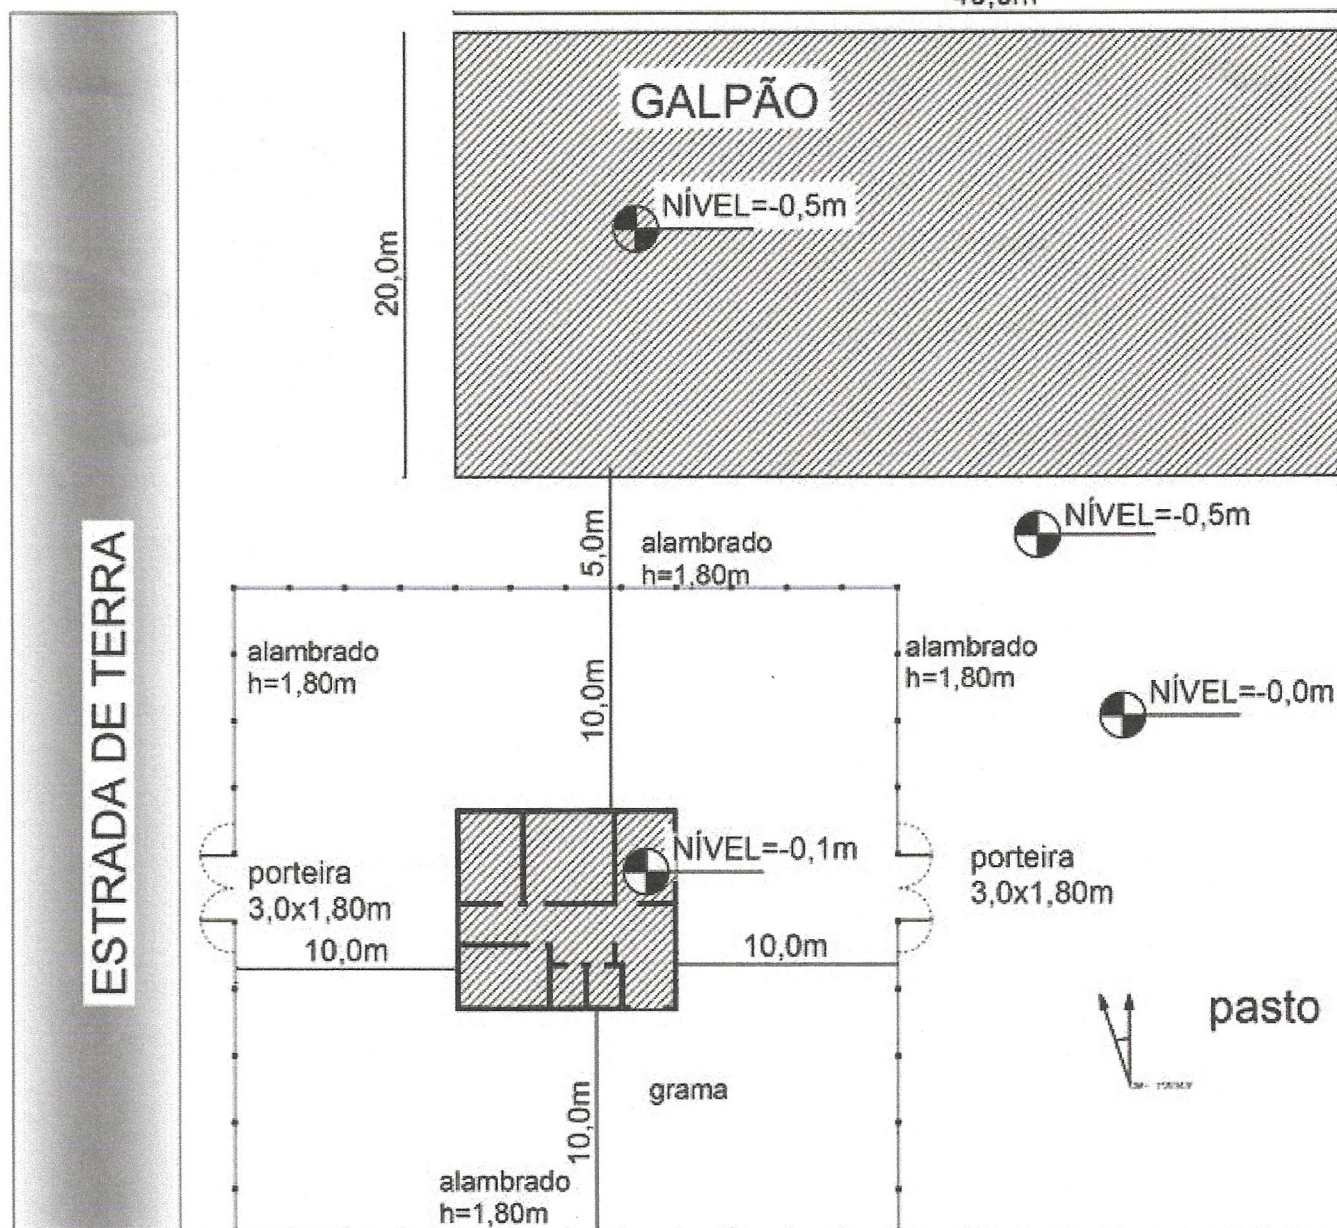 GALPÃO
NÍVEL=-0,5m
20,0m
NÍVEL=-0,5m
5,0m
alambrado
h=1,80m
ESTRADA DE TERRA
alambrado
h=1,80m
alambrado
h=1,80m
10,0m
NÍVEL=-0,0m
NÍVEL=-0,1m
porteira
3,0x1,80m
porteira
3,0x1,80m
10,0m
10,0m
pasto
grama
10,0m
alambrado
h=1,80m